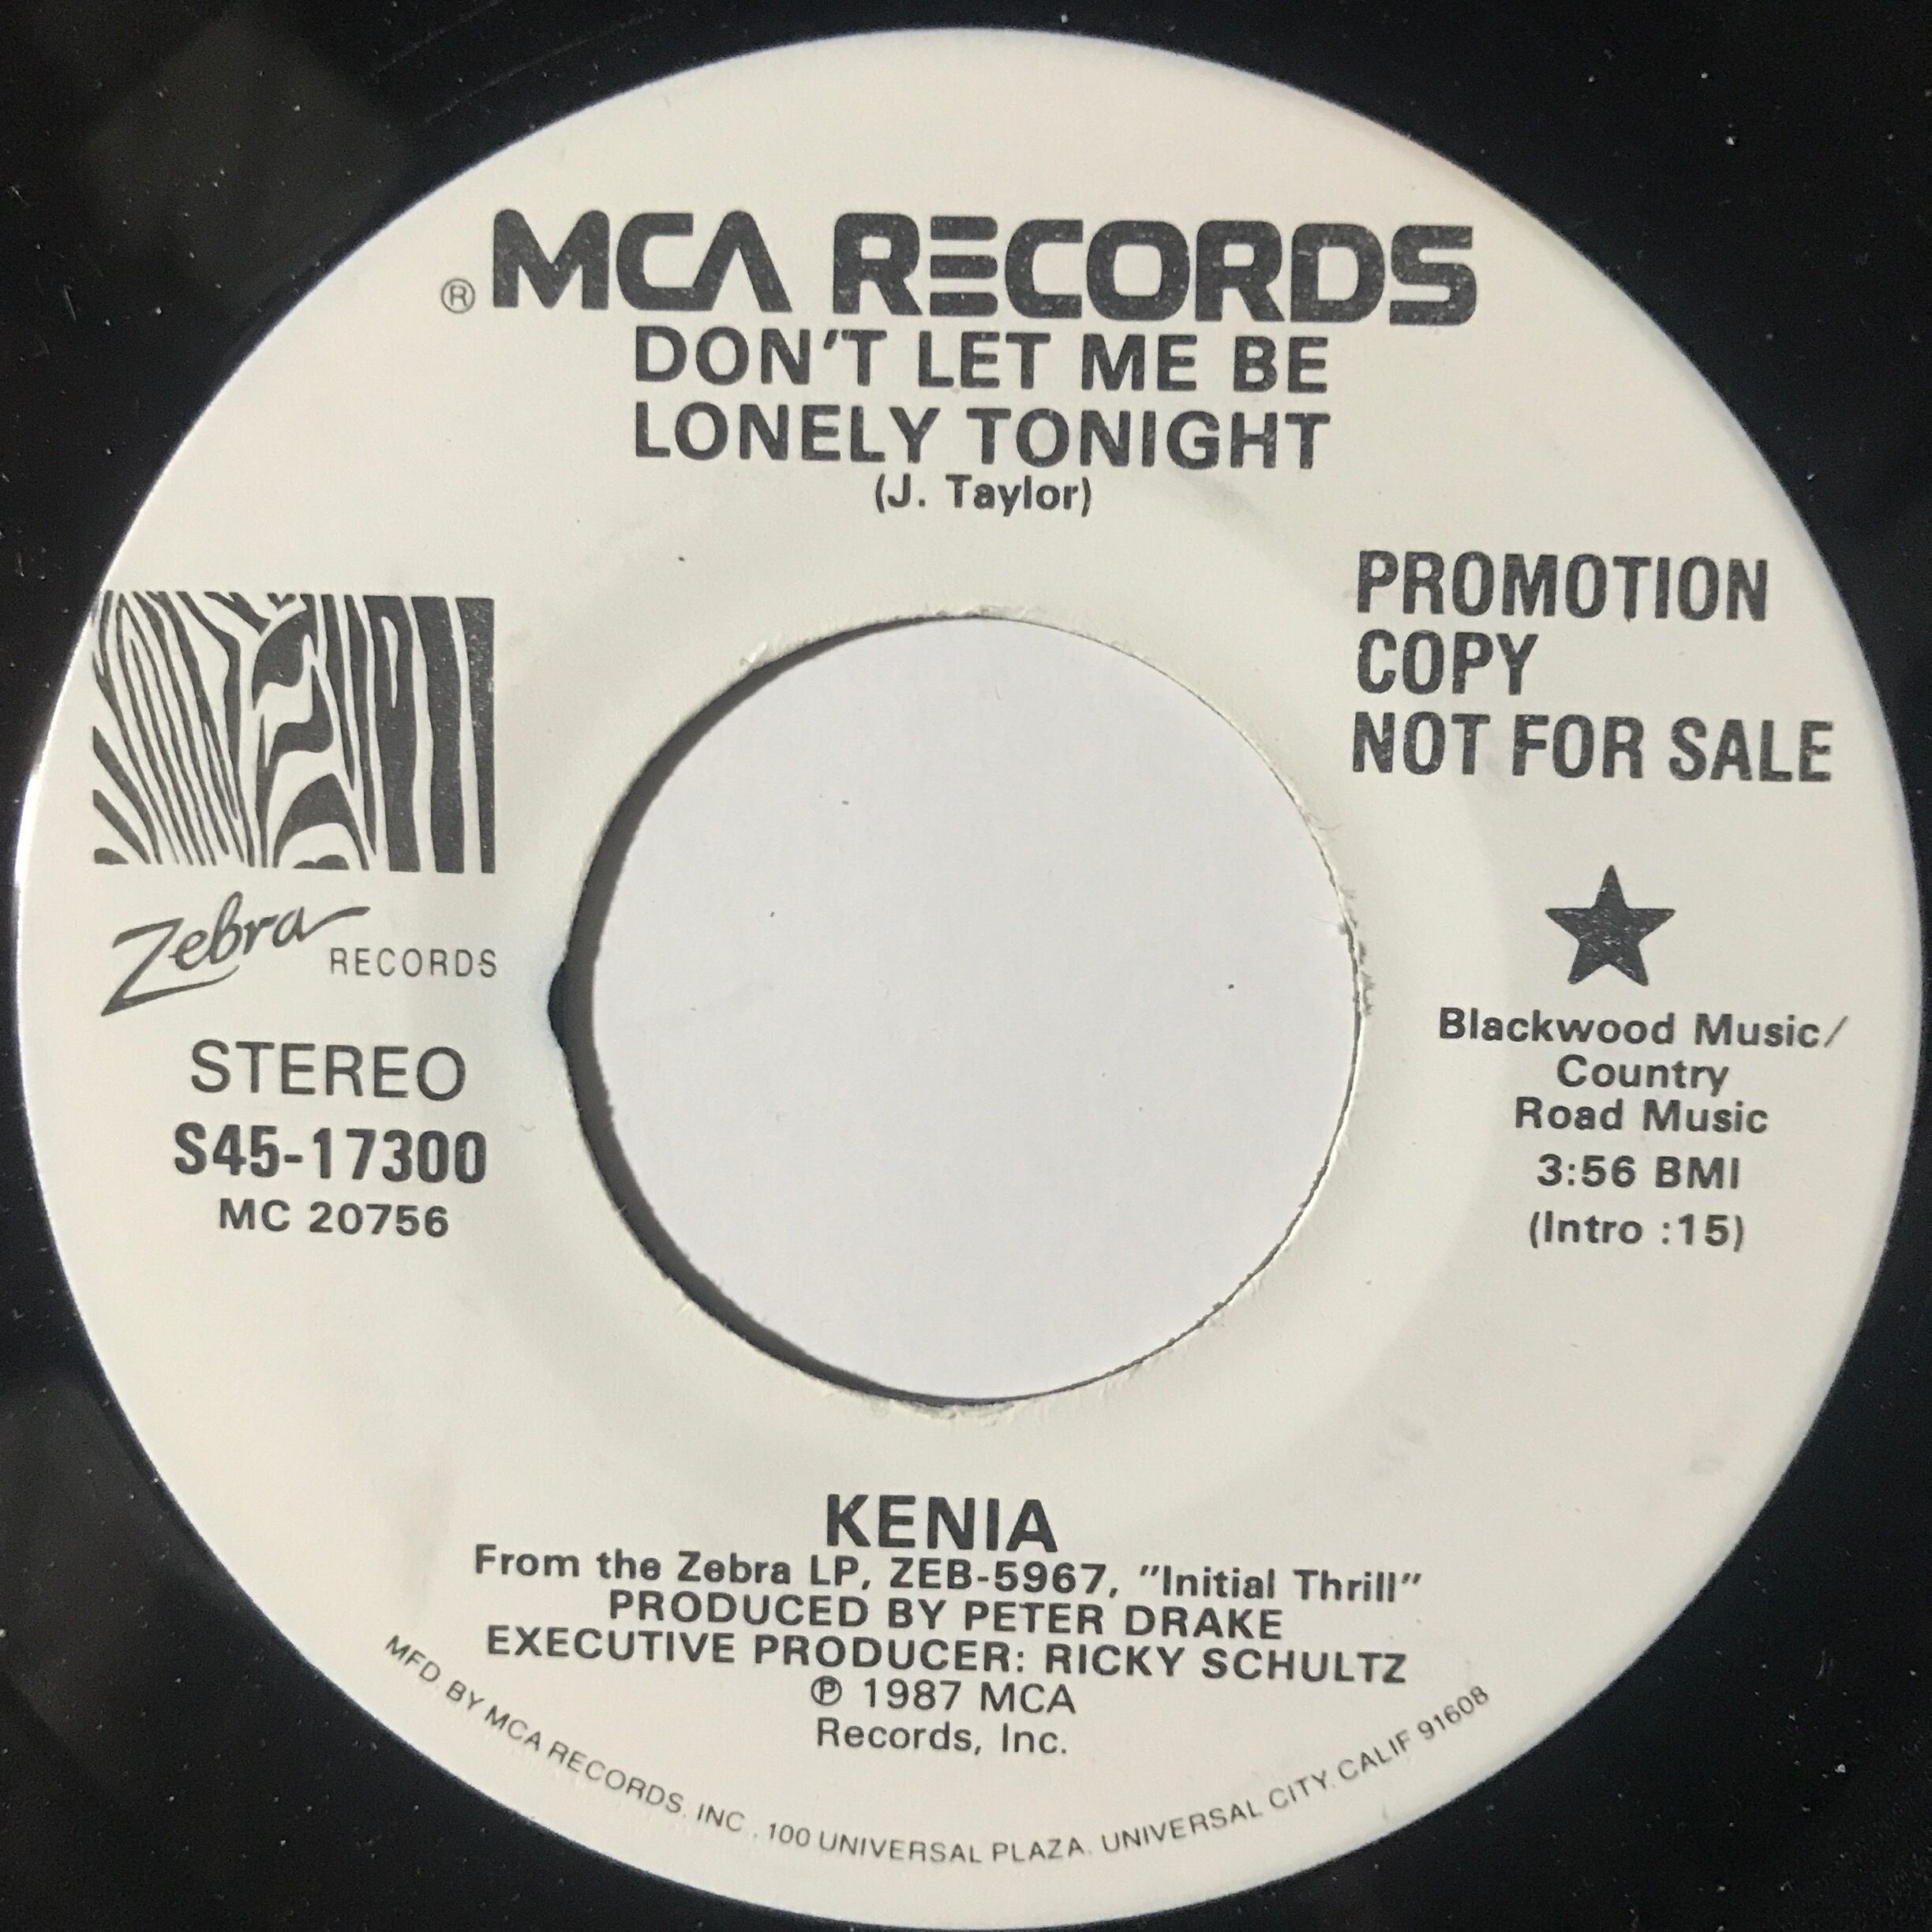 ® MCA RECORDS
DON'T LET ME BE
LONELY TONIGHT
(J. Taylor)
PROMOTION
COPY
NOT FOR SALE
Zebra RECORDS
STEREO
S45-17300
MC 20756
Blackwood Music/
Country
Road Music
3:56 BMI
(Intro :15)
KENIA
From the Zebra LP, ZEB-5967, "Initial Thrill"
PRODUCED BY PETER DRAKE
EXECUTIVE PRODUCER: RICKY SCHULTZ
℗ 1987 MCA
Records, Inc.
MFD. BY MCA RECORDS, INC., 100 UNIVERSAL PLAZA, UNIVERSAL CITY, CALIF 91608